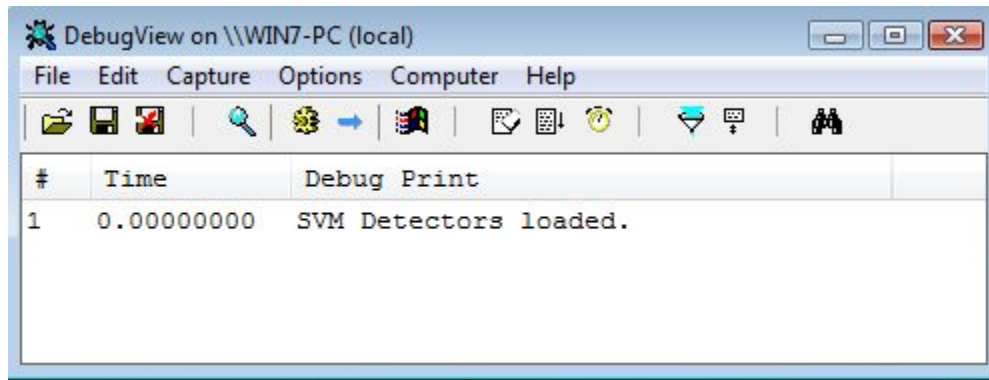 DebugView on \\WIN7-PC (local)
File Edit Capture Options Computer Help
# Time Debug Print
1 0.00000000 SVM Detectors loaded.